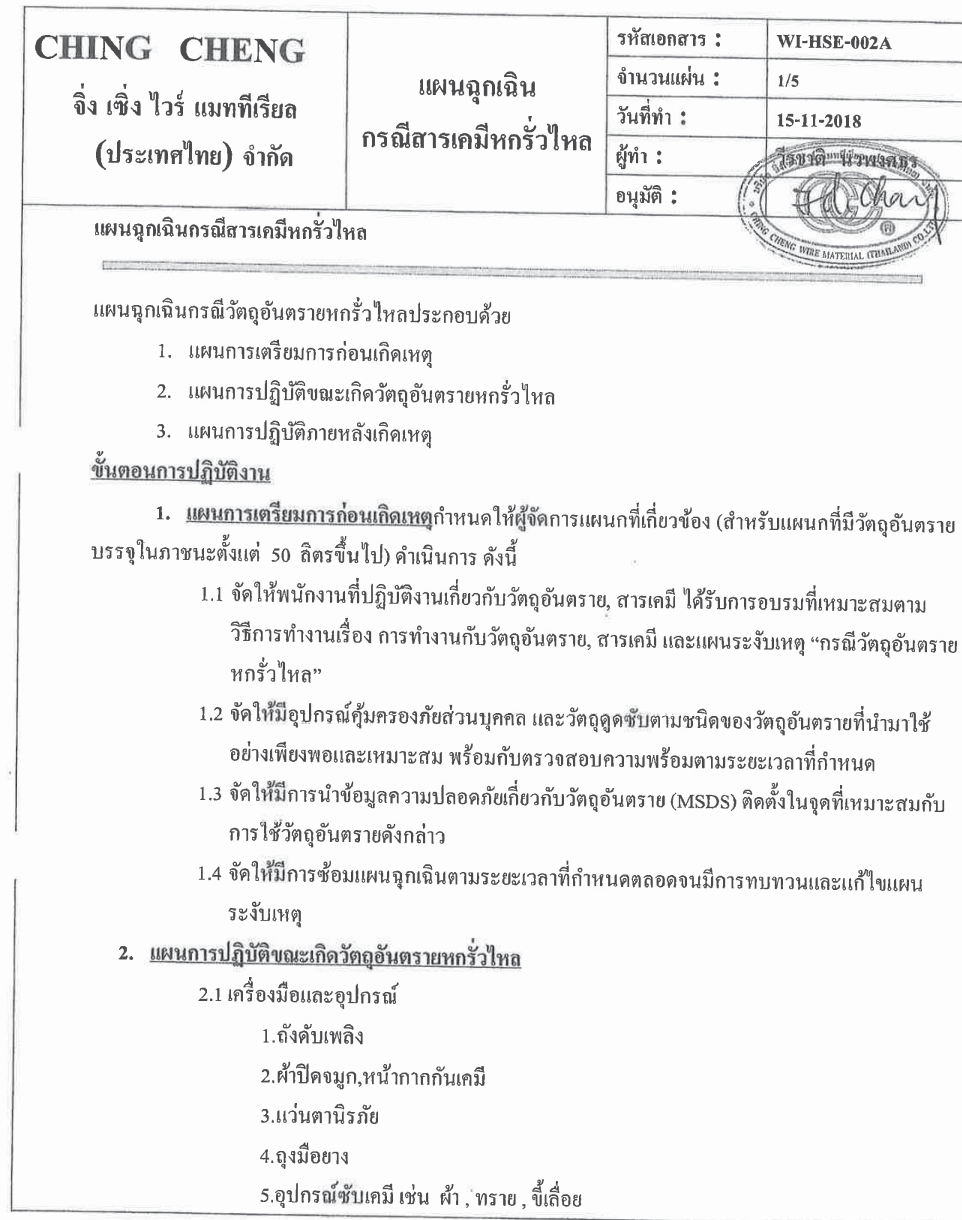 CHING CHENG
จิ่ง เซิ่ง ไวร์ แมททีเรียล
(ประเทศไทย) จำกัด
แผนฉุกเฉิน
กรณีสารเคมีหกรั่วไหล
รหัสเอกสาร : WI-HSE-002A
จำนวนแผ่น : 1/5
วันที่ทำ : 15-11-2018
ผู้ทำ : วีรชาติ
อนุมัติ :
CHING CHENG WIRE MATERIAL (THAILAND) CO.,LTD
แผนฉุกเฉินกรณีสารเคมีหกรั่วไหล
แผนฉุกเฉินกรณีวัตถุอันตรายหกรั่วไหลประกอบด้วย
1. แผนการเตรียมการก่อนเกิดเหตุ
2. แผนการปฏิบัติขณะเกิดวัตถุอันตรายหกรั่วไหล
3. แผนการปฏิบัติภายหลังเกิดเหตุ
ขั้นตอนการปฏิบัติงาน
1. แผนการเตรียมการก่อนเกิดเหตุกำหนดให้ผู้จัดการแผนกที่เกี่ยวข้อง (สำหรับแผนกที่มีวัตถุอันตราย
บรรจุในภาชนะตั้งแต่ 50 ลิตรขึ้นไป) ดำเนินการ ดังนี้
1.1 จัดให้พนักงานที่ปฏิบัติงานเกี่ยวกับวัตถุอันตราย, สารเคมี ได้รับการอบรมที่เหมาะสมตาม
วิธีการทำงานเรื่อง การทำงานกับวัตถุอันตราย, สารเคมี และแผนระงับเหตุ “กรณีวัตถุอันตราย
หกรั่วไหล”
1.2 จัดให้มีอุปกรณ์คุ้มครองภัยส่วนบุคคล และวัตถุดูดซับตามชนิดของวัตถุอันตรายที่นำมาใช้
อย่างเพียงพอและเหมาะสม พร้อมกับตรวจสอบความพร้อมตามระยะเวลาที่กำหนด
1.3 จัดให้มีการนำข้อมูลความปลอดภัยเกี่ยวกับวัตถุอันตราย (MSDS) ติดตั้งในจุดที่เหมาะสมกับ
การใช้วัตถุอันตรายดังกล่าว
1.4 จัดให้มีการซ้อมแผนฉุกเฉินตามระยะเวลาที่กำหนดตลอดจนมีการทบทวนและแก้ไขแผน
ระงับเหตุ
2. แผนการปฏิบัติขณะเกิดวัตถุอันตรายหกรั่วไหล
2.1 เครื่องมือและอุปกรณ์
1.ถังดับเพลิง
2.ผ้าปิดจมูก,หน้ากากกันเคมี
3.แว่นตานิรภัย
4.ถุงมือยาง
5.อุปกรณ์ซับเคมี เช่น ผ้า , ทราย , ขี้เลื่อย